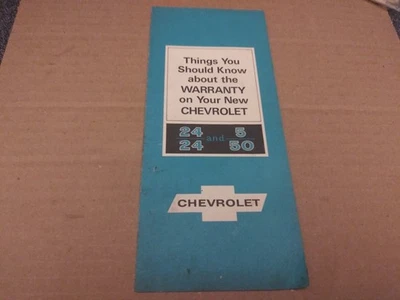 Things You
Should Know
about the
WARRANTY
on Your New
CHEVROLET
24 and 5
24 50
CHEVROLET